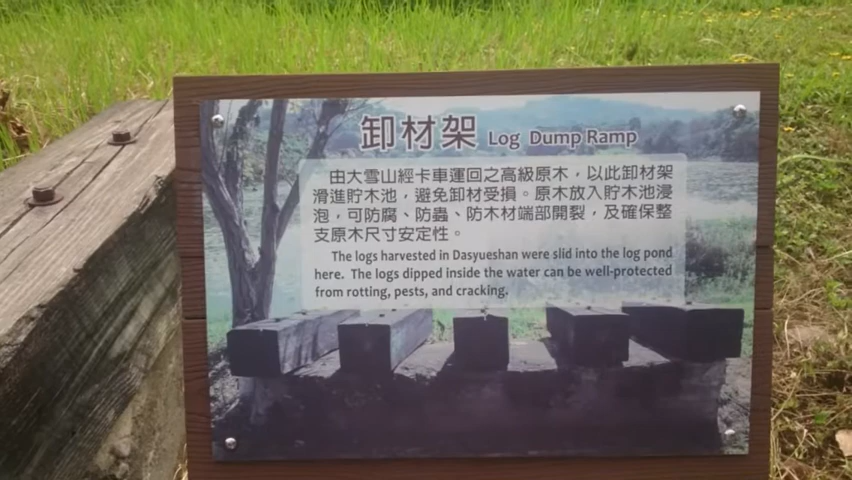 卸材架 Log Dump Ramp
由大雪山經卡車運回之高級原木，以此卸材架
滑進貯木池，避免卸材受損。原木放入貯木池浸
泡，可防腐、防蟲、防木材端部開裂，及確保整
支原木尺寸安定性。
The logs harvested in Dasyueshan were slid into the log pond
here. The logs dipped inside the water can be well-protected
from rotting, pests, and cracking.